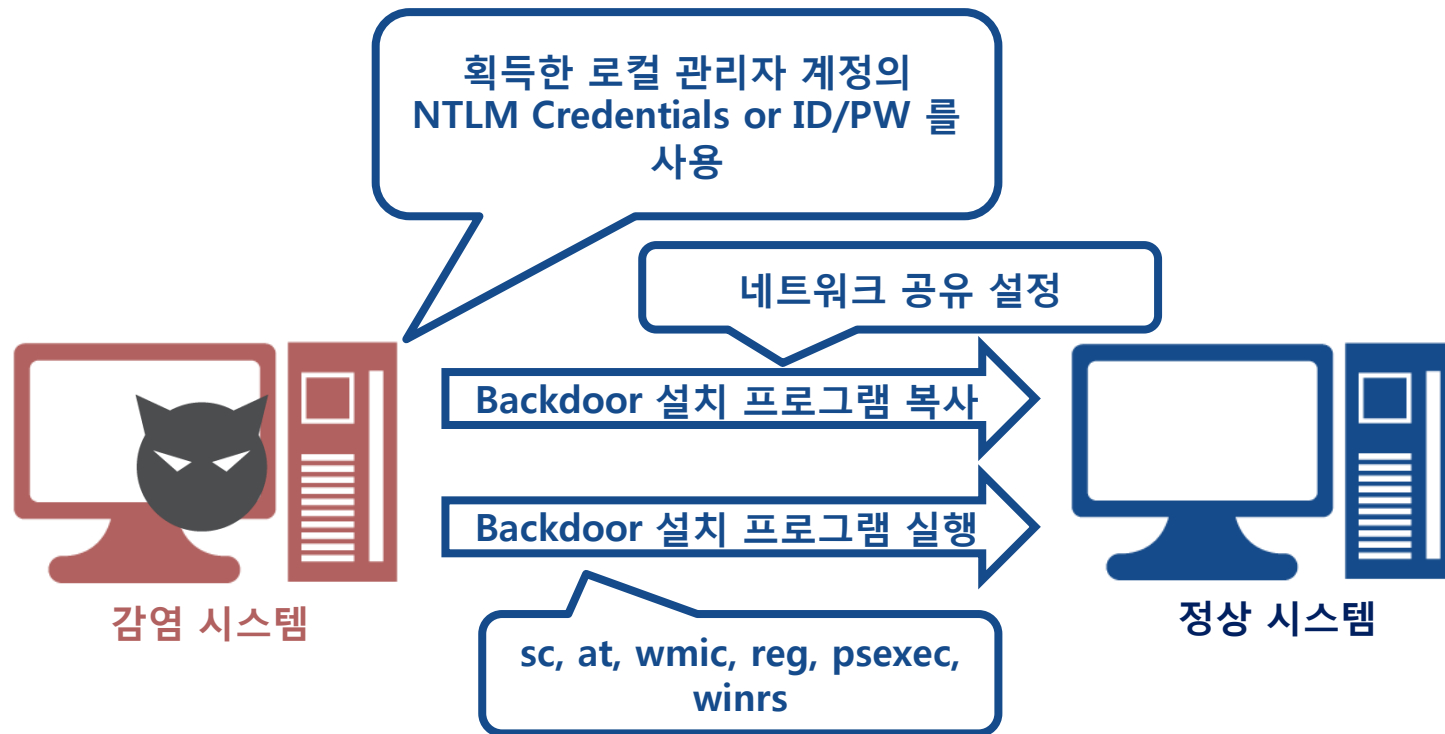 획득한 로컬 관리자 계정의
NTLM Credentials or ID/PW 를
사용
네트워크 공유 설정
Backdoor 설치 프로그램 복사
Backdoor 설치 프로그램 실행
감염 시스템
정상 시스템
sc, at, wmic, reg, psexec,
winrs